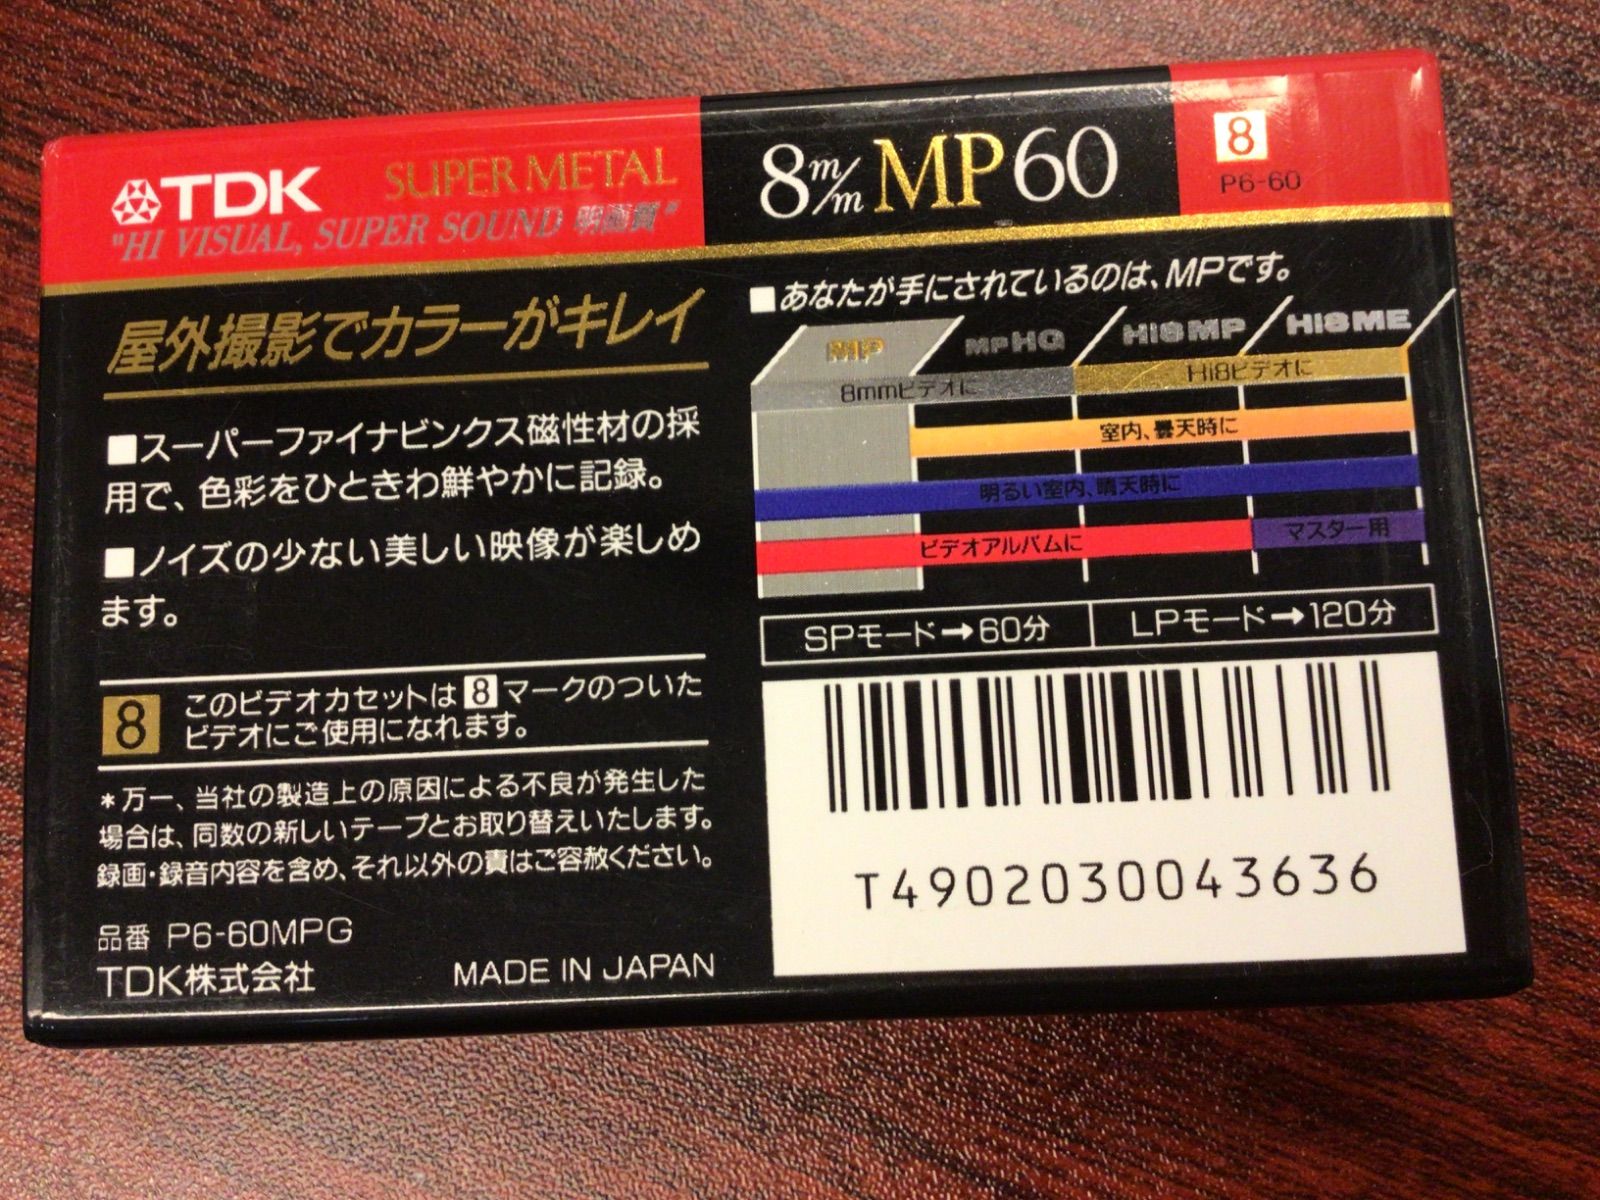 TDK SUPER METAL
"HI VISUAL, SUPER SOUND 明画質"
8m/m MP60
8
P6-60
屋外撮影でカラーがキレイ
■スーパーファイナビンクス磁性材の採
用で、色彩をひときわ鮮やかに記録。
■ノイズの少ない美しい映像が楽しめ
ます。
8 このビデオカセットは8マークのついた
ビデオにご使用になれます。
*万一、当社の製造上の原因による不良が発生した
場合は、同数の新しいテープとお取り替えいたします。
録画・録音内容を含め、それ以外の責はご容赦ください。
品番 P6-60MPG
TDK株式会社 MADE IN JAPAN
■あなたが手にされているのは、MPです。
MP MPHG Hi8MP Hi8ME
8mmビデオに Hi8ビデオに
室内、曇天時に
明るい室内、晴天時に
ビデオアルバムに マスター用
SPモード→60分 LPモード→120分
T4902030043636